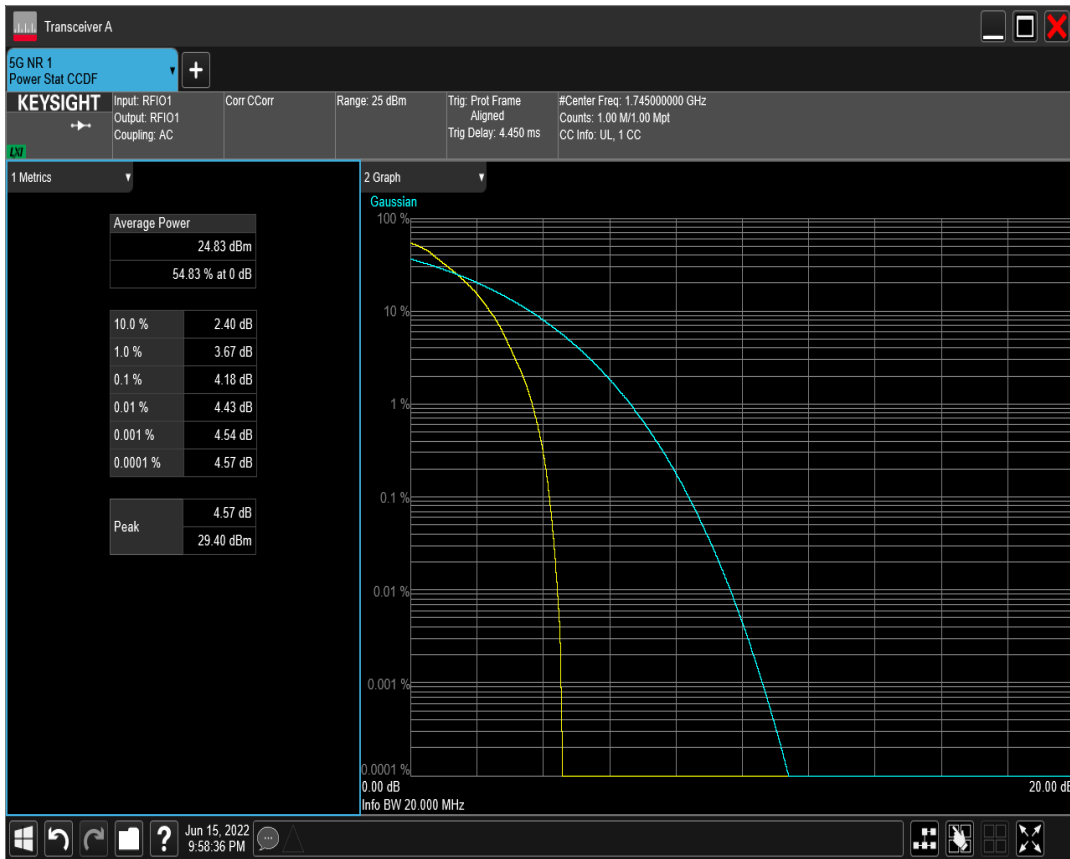 Transceiver A
5G NR 1
Power Stat CCDF
+
KEYSIGHT
LXI
Input: RFIO1
Output: RFIO1
Coupling: AC
Corr CCorr
Range: 25 dBm
Trig: Prot Frame
Aligned
Trig Delay: 4.450 ms
#Center Freq: 1.745000000 GHz
Counts: 1.00 M/1.00 Mpt
CC Info: UL, 1 CC
1 Metrics
Average Power
24.83 dBm
54.83 % at 0 dB
10.0 % 2.40 dB
1.0 % 3.67 dB
0.1 % 4.18 dB
0.01 % 4.43 dB
0.001 % 4.54 dB
0.0001 % 4.57 dB
Peak
4.57 dB
29.40 dBm
2 Graph
Gaussian
100 %
10 %
1 %
0.1 %
0.01 %
0.001 %
0.0001 %
0.00 dB
20.00 dB
Info BW 20.000 MHz
?
Jun 15, 2022
9:58:36 PM